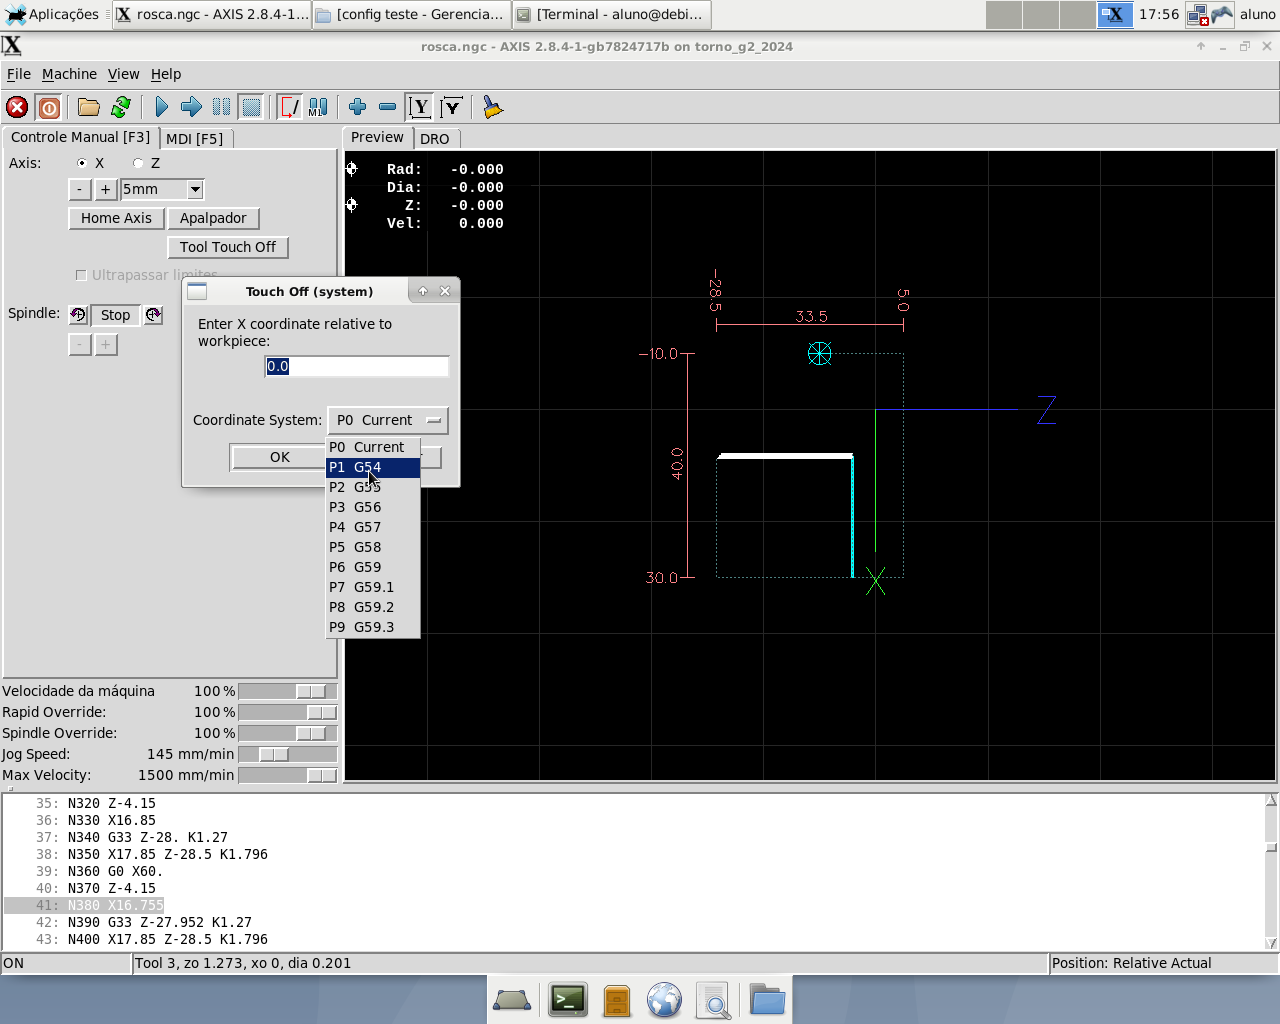 Aplicações
rosca.ngc - AXIS 2.8.4-1...
[config teste - Gerencia...
[Terminal - aluno@debi...
17:56
aluno
rosca.ngc - AXIS 2.8.4-1-gb7824717b on torno_g2_2024
File Machine View Help
M1
Y
Y
Controle Manual [F3]
MDI [F5]
Preview
DRO
Axis: X Z
- + 5mm
Home Axis
Apalpador
Tool Touch Off
Ultrapassar limites
Spindle: Stop
- +
Rad: -0.000
Dia: -0.000
Z: -0.000
Vel: 0.000
-28.5
5.0
33.5
-10.0
40.0
30.0
Z
X
Touch Off (system)
Enter X coordinate relative to
workpiece:
0.0
Coordinate System: P0 Current
OK
P0 Current
P1 G54
P2 G55
P3 G56
P4 G57
P5 G58
P6 G59
P7 G59.1
P8 G59.2
P9 G59.3
Velocidade da máquina 100 %
Rapid Override: 100 %
Spindle Override: 100 %
Jog Speed: 145 mm/min
Max Velocity: 1500 mm/min
35: N320 Z-4.15
36: N330 X16.85
37: N340 G33 Z-28. K1.27
38: N350 X17.85 Z-28.5 K1.796
39: N360 G0 X60.
40: N370 Z-4.15
41: N380 X16.755
42: N390 G33 Z-27.952 K1.27
43: N400 X17.85 Z-28.5 K1.796
ON
Tool 3, zo 1.273, xo 0, dia 0.201
Position: Relative Actual